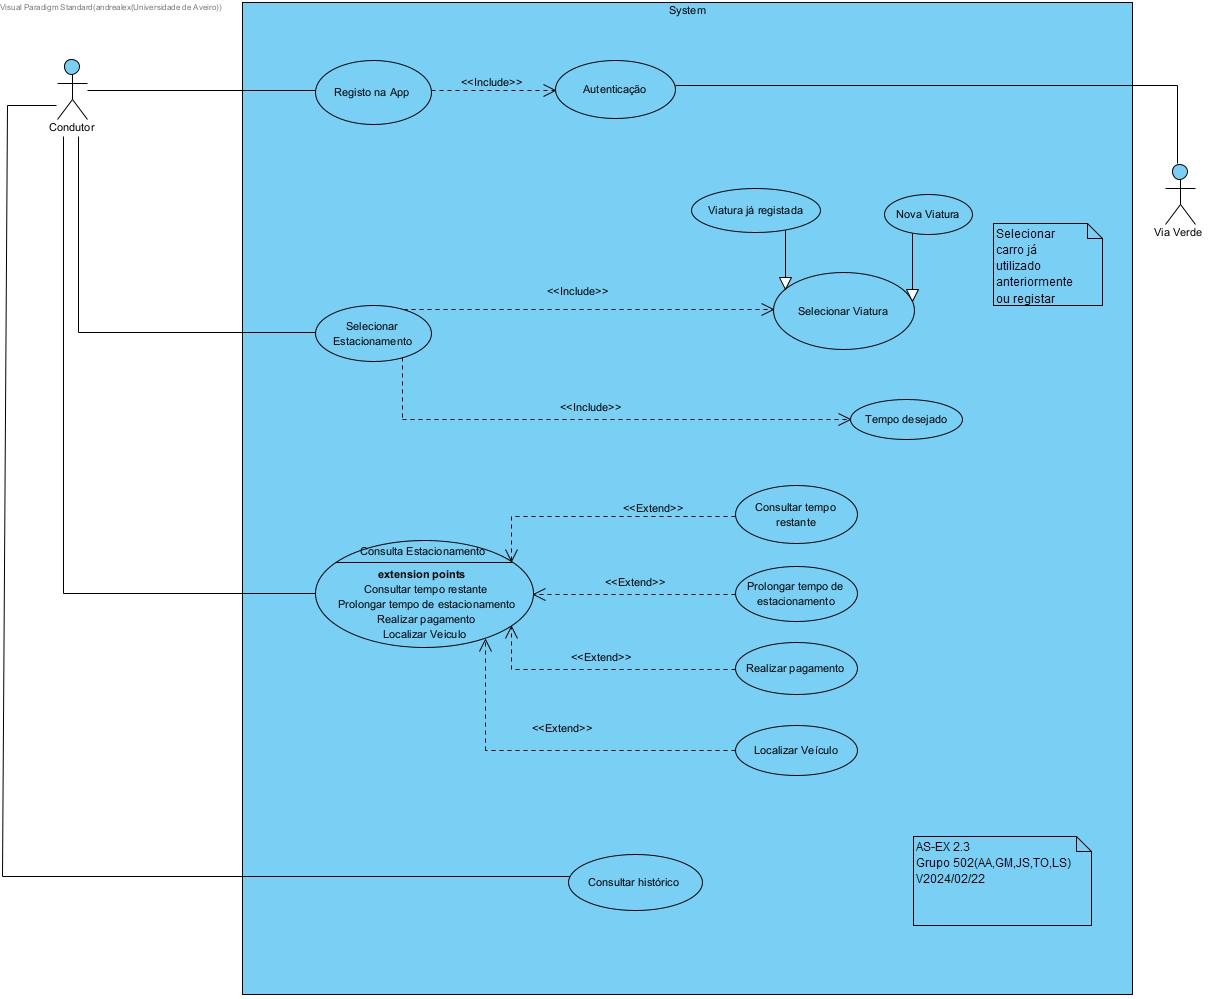 Visual Paradigm Standard(andrealex(Universidade de Aveiro))
System
Condutor
Registo na App
<<Include>>
Autenticação
Via Verde
Viatura já registada
Nova Viatura
Selecionar
carro já
utilizado
anteriormente
ou registar
<<Include>>
Selecionar Viatura
Selecionar
Estacionamento
<<Include>>
Tempo desejado
<<Extend>>
Consultar tempo
restante
Consulta Estacionamento
extension points
Consultar tempo restante
Prolongar tempo de estacionamento
Realizar pagamento
Localizar Veiculo
<<Extend>>
Prolongar tempo de
estacionamento
<<Extend>>
Realizar pagamento
<<Extend>>
Localizar Veículo
AS-EX 2.3
Grupo 502(AA,GM,JS,TO,LS)
V2024/02/22
Consultar histórico